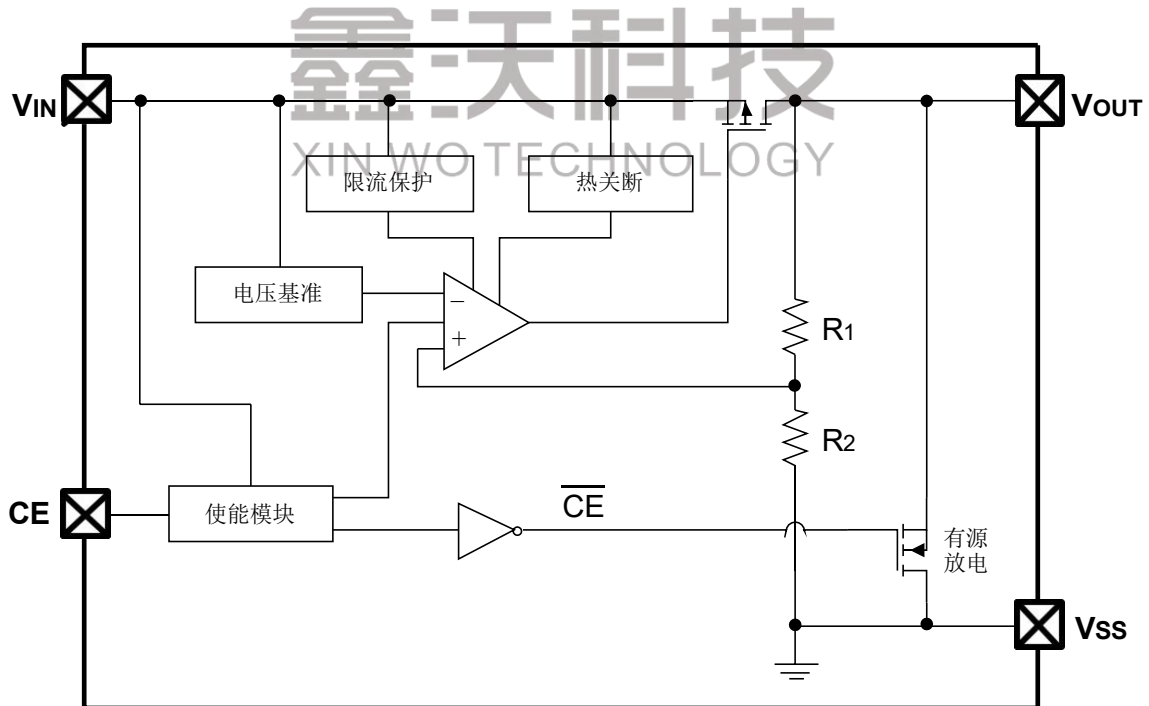 鑫沃科技
VIN
VOUT
XIN WO TECHNOLOGY
限流保护
热关断
电压基准
−
+
R1
R2
CE
使能模块
CE
有源
放电
VSS